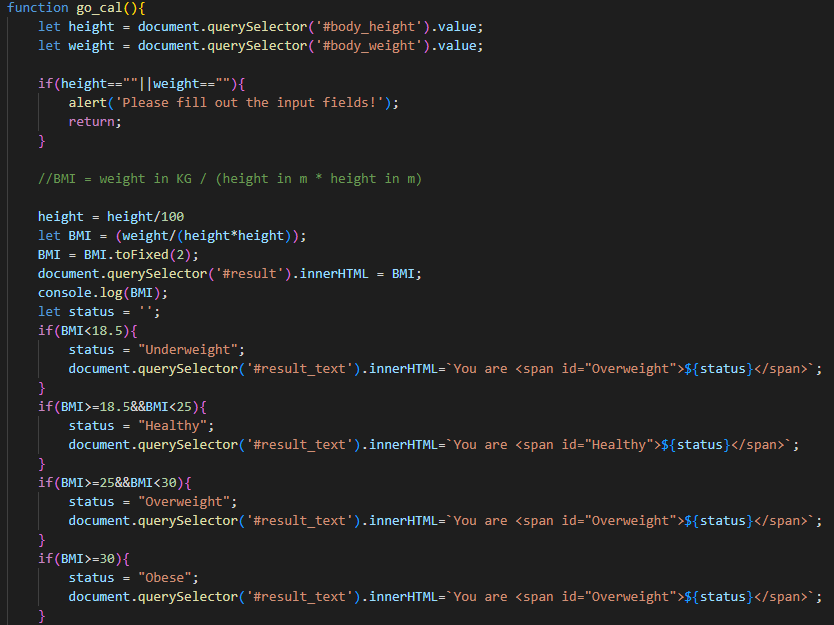 function go_cal(){
let height = document.querySelector('#body_height').value;
let weight = document.querySelector('#body_weight').value;
if(height==""||weight==""){
alert('Please fill out the input fields!');
return;
}
//BMI = weight in KG / (height in m * height in m)
height = height/100
let BMI = (weight/(height*height));
BMI = BMI.toFixed(2);
document.querySelector('#result').innerHTML = BMI;
console.log(BMI);
let status = '';
if(BMI<18.5){
status = "Underweight";
document.querySelector('#result_text').innerHTML=`You are <span id="Overweight">${status}</span>`;
}
if(BMI>=18.5&&BMI<25){
status = "Healthy";
document.querySelector('#result_text').innerHTML=`You are <span id="Healthy">${status}</span>`;
}
if(BMI>=25&&BMI<30){
status = "Overweight";
document.querySelector('#result_text').innerHTML=`You are <span id="Overweight">${status}</span>`;
}
if(BMI>=30){
status = "Obese";
document.querySelector('#result_text').innerHTML=`You are <span id="Overweight">${status}</span>`;
}